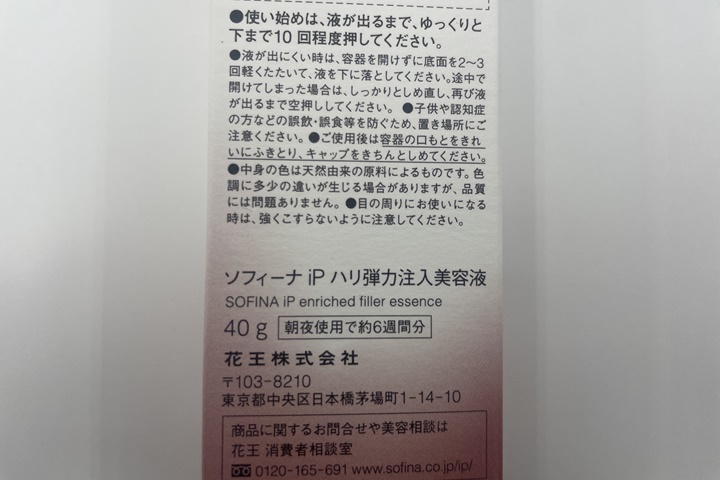 ●使い始めは、液が出るまで、ゆっくりと
下まで10回程度押してください。
●液が出にくい時は、容器を開けずに底面を2〜3
回軽くたたいて、液を下に落としてください。途中で
開けてしまった場合は、しっかりとしめ直し、再び液
が出るまで空押ししてください。 ●子供や認知症
の方などの誤飲・誤食等を防ぐため、置き場所にご
注意ください。●ご使用後は容器の口もとをきれ
いにふきとり、キャップをきちんとしめてください。
●中身の色は天然由来の原料によるものです。色
調に多少の違いが生じる場合がありますが、品質
には問題ありません。●目の周りにお使いになる
時は、強くこすらないように注意してください。
ソフィーナ iP ハリ弾力注入美容液
SOFINA iP enriched filler essence
40g 朝夜使用で約6週間分
花王株式会社
〒103-8210
東京都中央区日本橋茅場町1-14-10
商品に関するお問合せや美容相談は
花王 消費者相談室
0120-165-691 www.sofina.co.jp/ip/